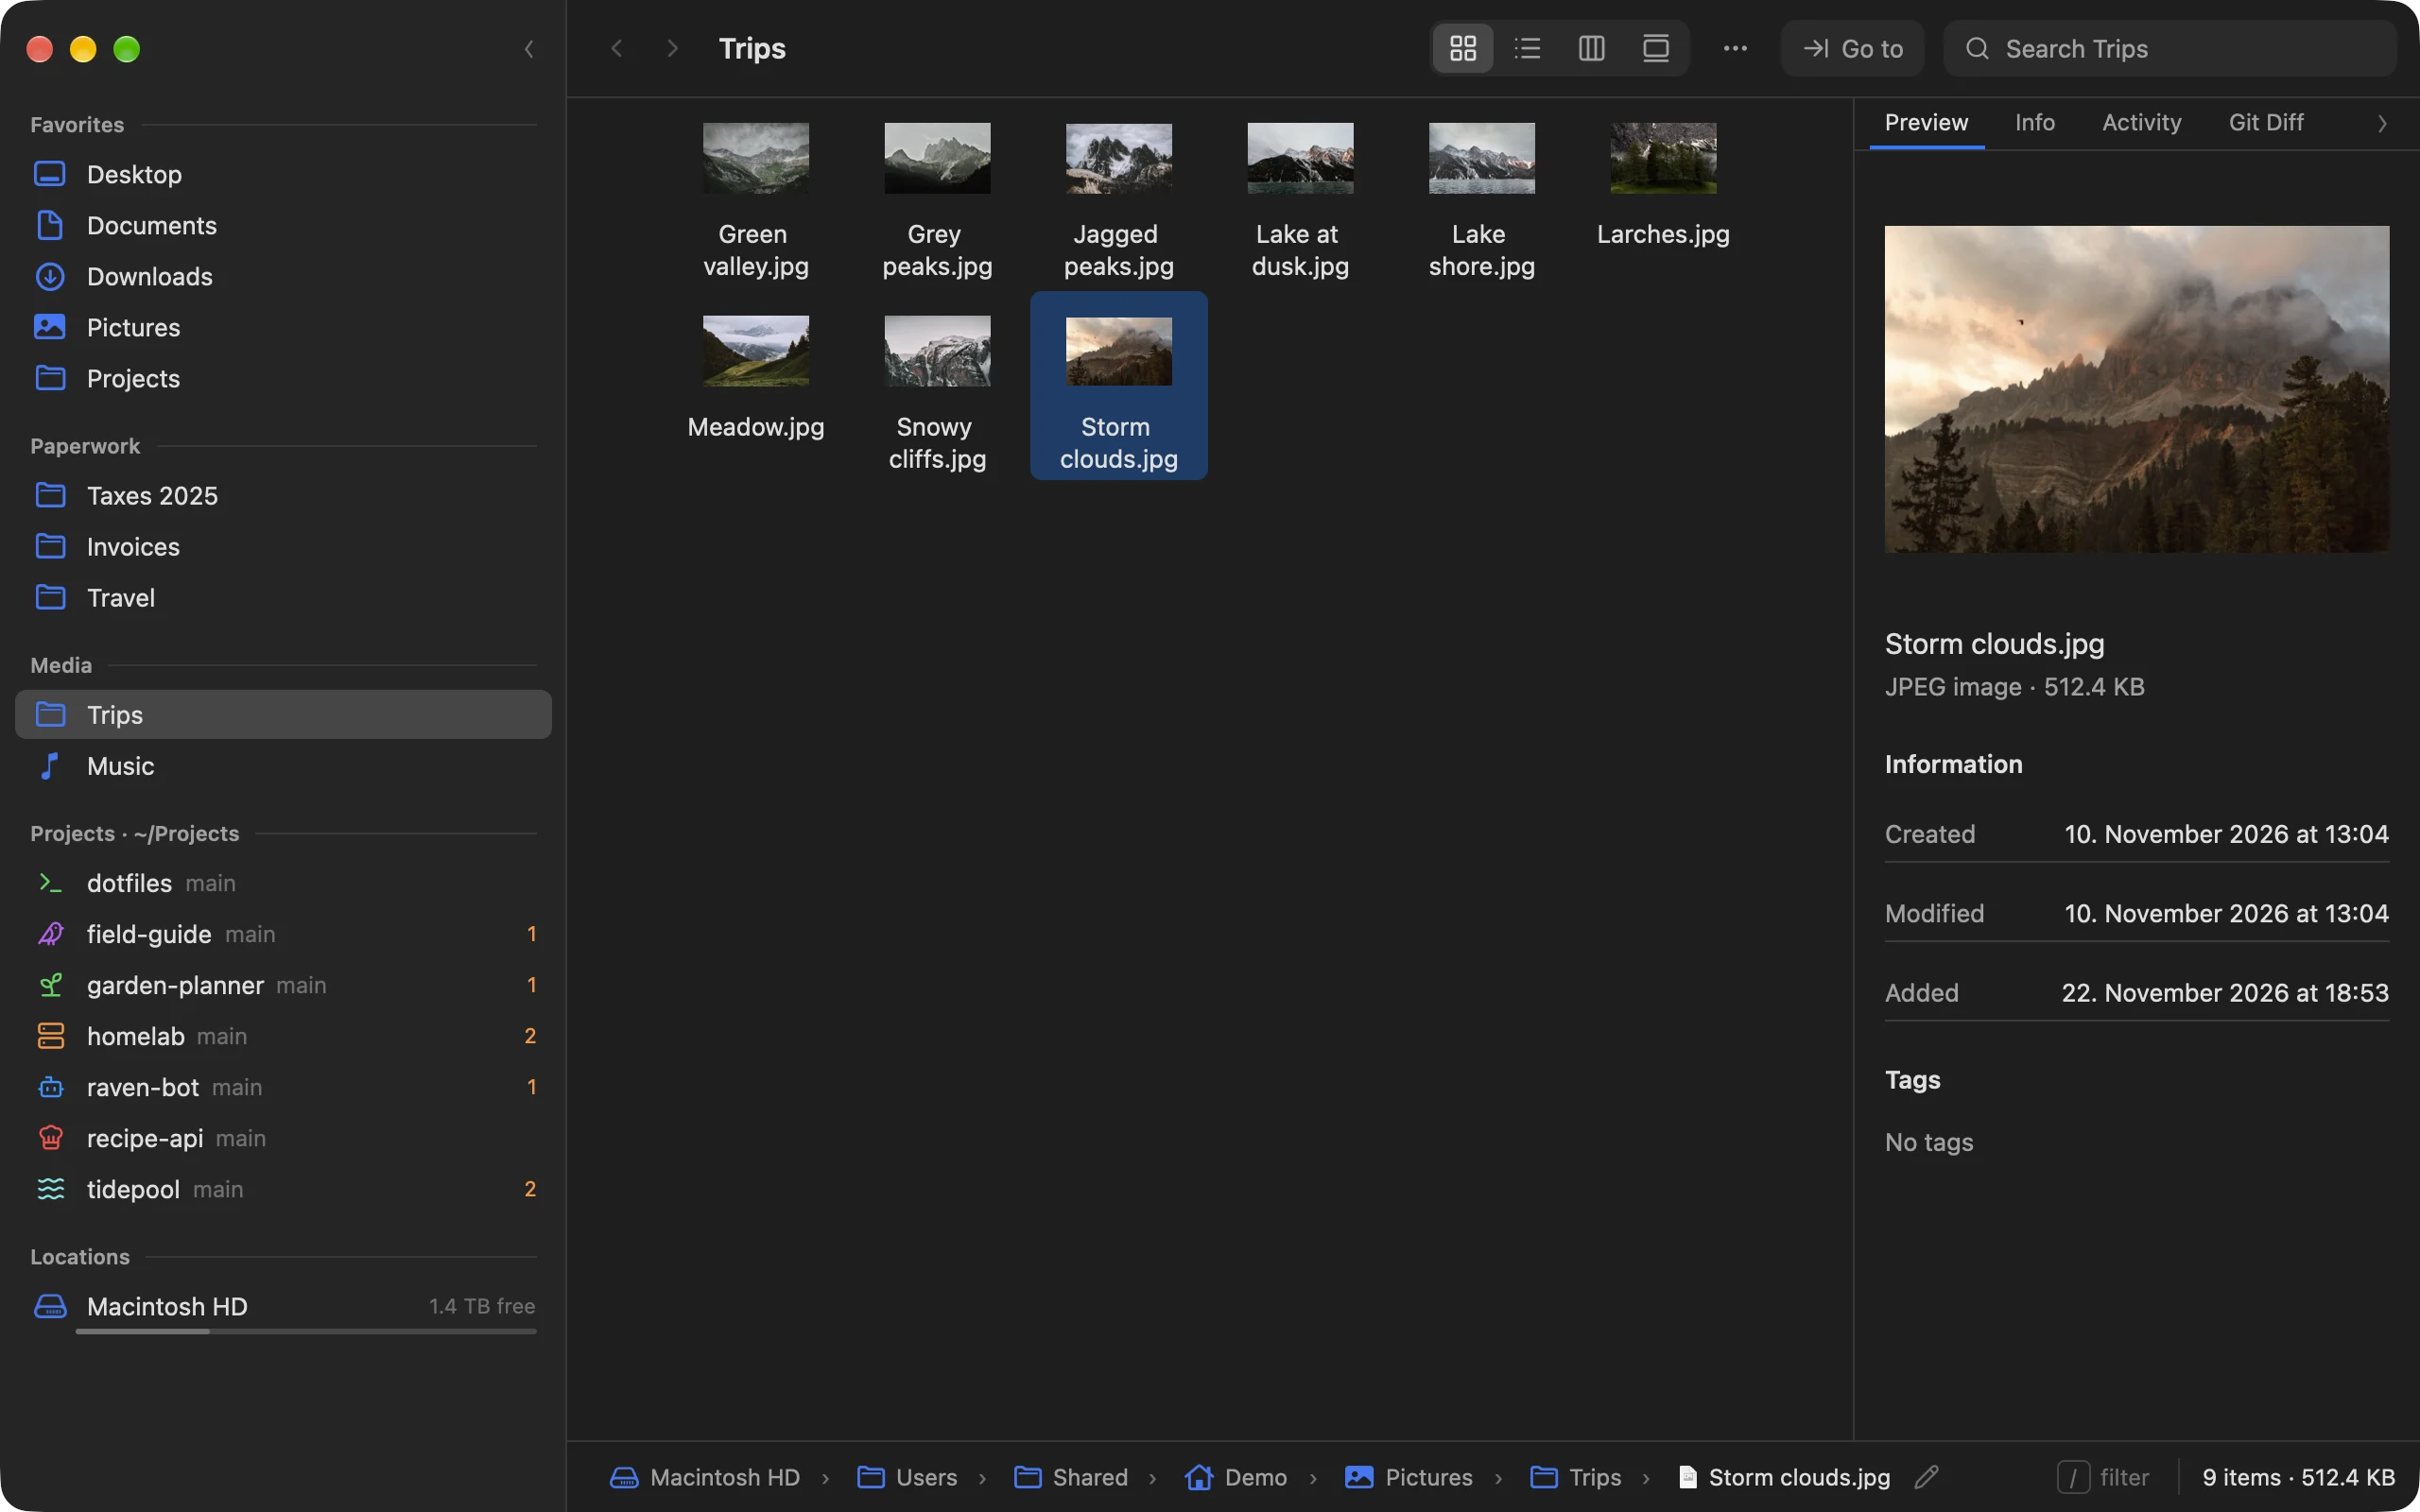 Favorites
Desktop
Documents
Downloads
Pictures
Projects
Paperwork
Taxes 2025
Invoices
Travel
Media
Trips
Music
Projects · ~/Projects
dotfiles main
field-guide main 1
garden-planner main 1
homelab main 2
raven-bot main 1
recipe-api main
tidepool main 2
Locations
Macintosh HD 1.4 TB free
Trips
Go to
Search Trips
Green
valley.jpg
Grey
peaks.jpg
Jagged
peaks.jpg
Lake at
dusk.jpg
Lake
shore.jpg
Larches.jpg
Meadow.jpg
Snowy
cliffs.jpg
Storm
clouds.jpg
Preview Info Activity Git Diff
Storm clouds.jpg
JPEG image · 512.4 KB
Information
Created 10. November 2026 at 13:04
Modified 10. November 2026 at 13:04
Added 22. November 2026 at 18:53
Tags
No tags
Macintosh HD › Users › Shared › Demo › Pictures › Trips › Storm clouds.jpg
/ filter
9 items · 512.4 KB